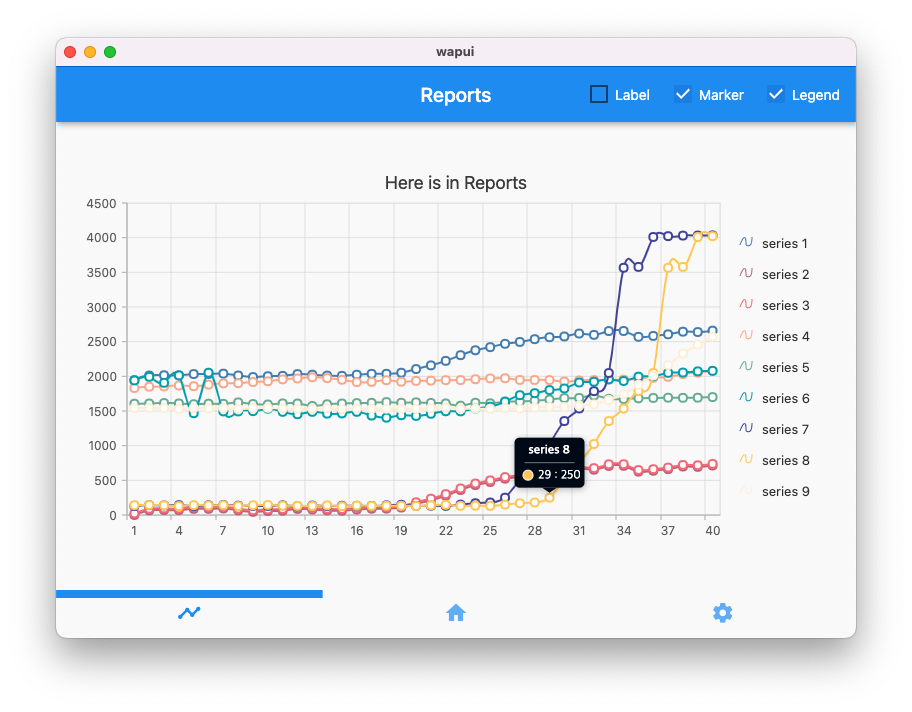 wapui
Reports
Label
Marker
Legend
Here is in Reports
4500
4000
3500
3000
2500
2000
1500
1000
500
0
1 4 7 10 13 16 19 22 25 28 31 34 37 40
series 8
29 : 250
series 1
series 2
series 3
series 4
series 5
series 6
series 7
series 8
series 9